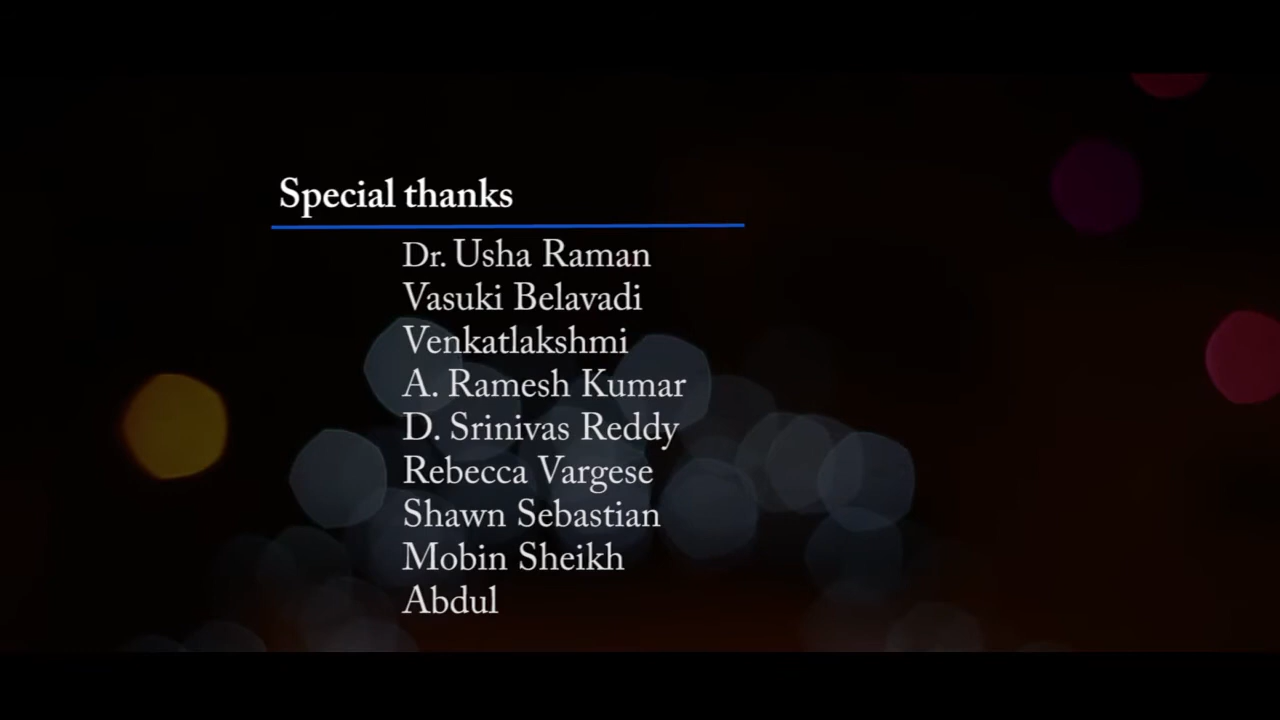 Special thanks
Dr. Usha Raman
Vasuki Belavadi
Venkatlakshmi
A. Ramesh Kumar
D. Srinivas Reddy
Rebecca Vargese
Shawn Sebastian
Mobin Sheikh
Abdul